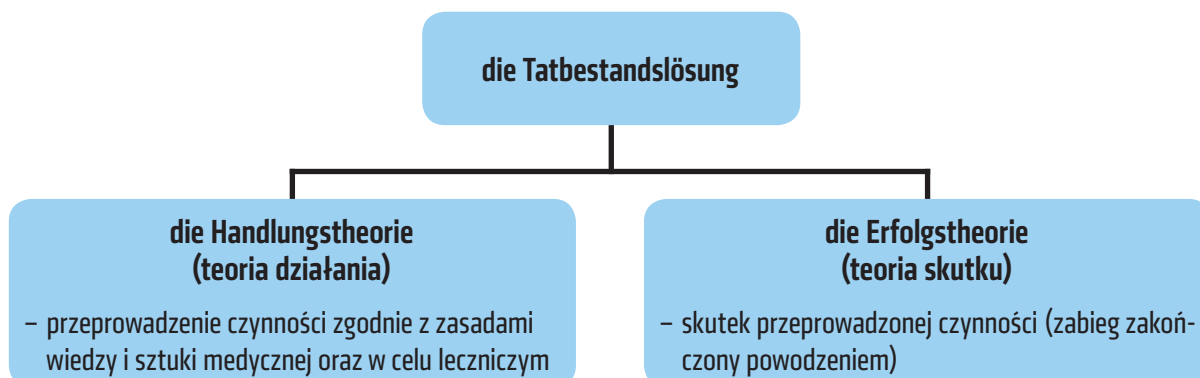 die Tatbestandslösung
die Handlungstheorie
(teoria działania)
– przeprowadzenie czynności zgodnie z zasadami
wiedzy i sztuki medycznej oraz w celu leczniczym
die Erfolgstheorie
(teoria skutku)
– skutek przeprowadzonej czynności (zabieg zakoń-
czony powodzeniem)